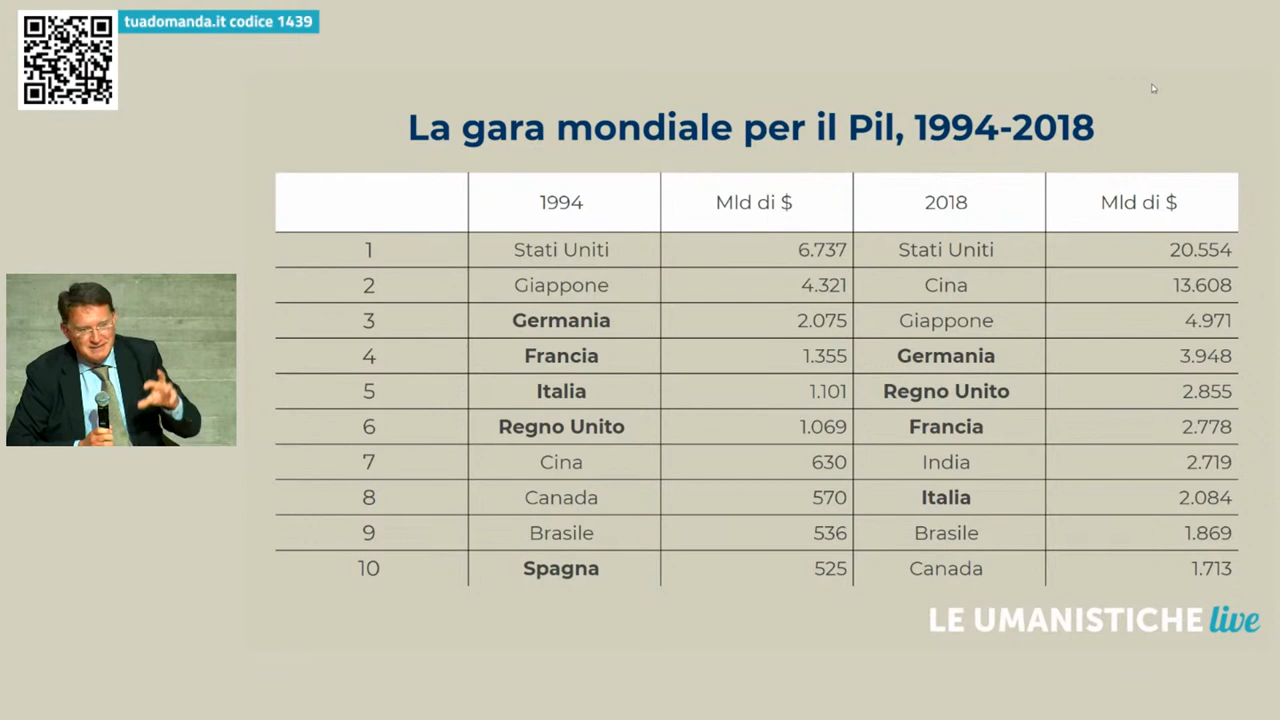 tuadomanda.it codice 1439
La gara mondiale per il Pil, 1994-2018
1994 Mld di $ 2018 Mld di $
1 Stati Uniti 6.737 Stati Uniti 20.554
2 Giappone 4.321 Cina 13.608
3 Germania 2.075 Giappone 4.971
4 Francia 1.355 Germania 3.948
5 Italia 1.101 Regno Unito 2.855
6 Regno Unito 1.069 Francia 2.778
7 Cina 630 India 2.719
8 Canada 570 Italia 2.084
9 Brasile 536 Brasile 1.869
10 Spagna 525 Canada 1.713
LE UMANISTICHE live